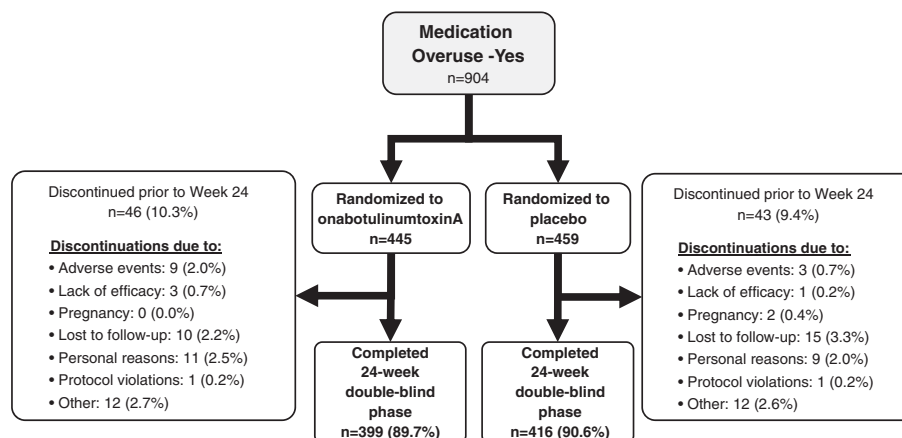 Medication
Overuse -Yes
n=904
Discontinued prior to Week 24
n=46 (10.3%)
Discontinuations due to:
• Adverse events: 9 (2.0%)
• Lack of efficacy: 3 (0.7%)
• Pregnancy: 0 (0.0%)
• Lost to follow-up: 10 (2.2%)
• Personal reasons: 11 (2.5%)
• Protocol violations: 1 (0.2%)
• Other: 12 (2.7%)
Randomized to
onabotulinumtoxinA
n=445
Randomized to
placebo
n=459
Discontinued prior to Week 24
n=43 (9.4%)
Discontinuations due to:
• Adverse events: 3 (0.7%)
• Lack of efficacy: 1 (0.2%)
• Pregnancy: 2 (0.4%)
• Lost to follow-up: 15 (3.3%)
• Personal reasons: 9 (2.0%)
• Protocol violations: 1 (0.2%)
• Other: 12 (2.6%)
Completed
24-week
double-blind
phase
n=399 (89.7%)
Completed
24-week
double-blind
phase
n=416 (90.6%)